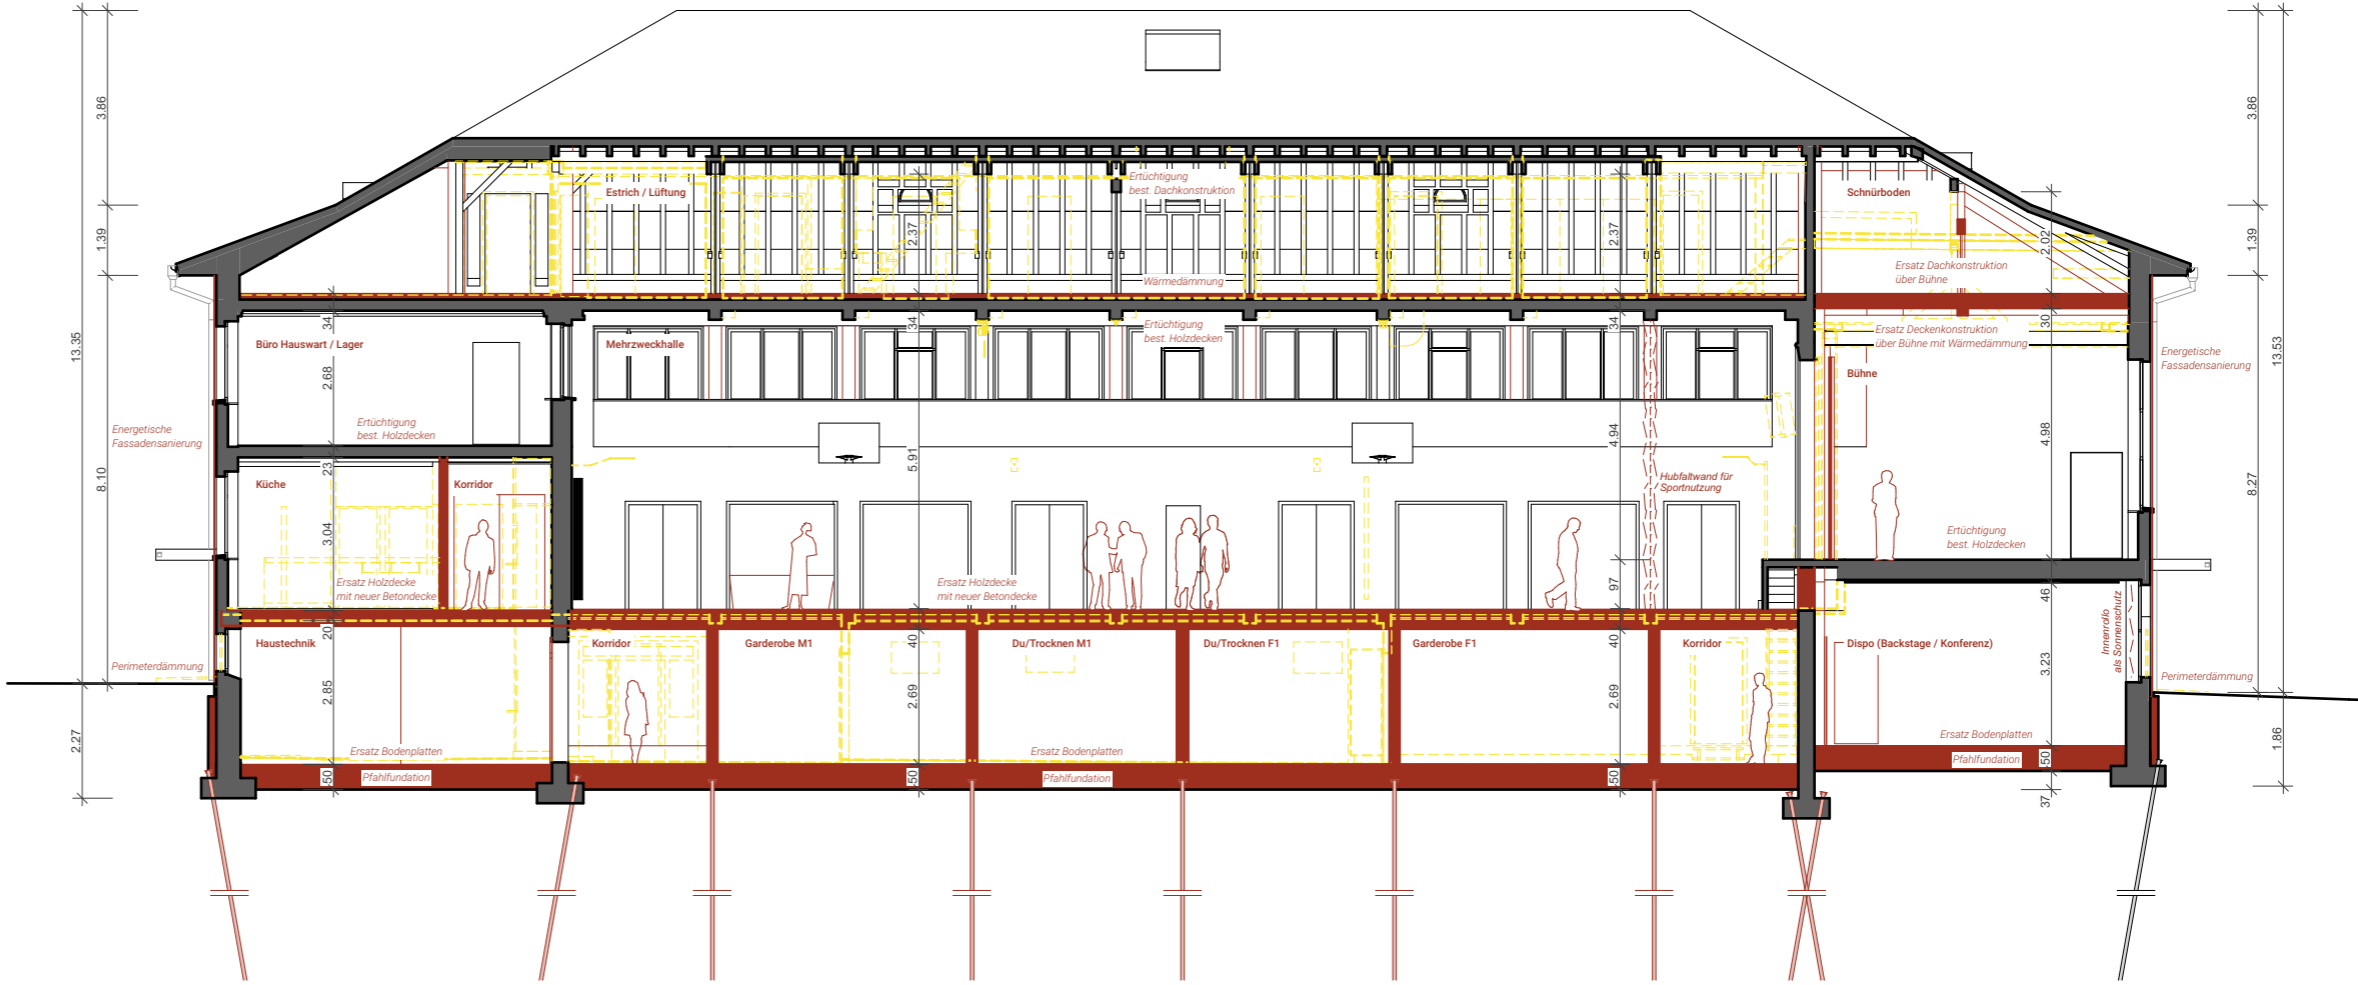 3.86
1.39
13.35
8.10
2.27
3.86
1.39
13.53
8.27
1.86
Estrich / Lüftung
Ertüchtigung
best. Dachkonstruktion
Schnürboden
2.37
2.37
2.02
Wärmedämmung
Ersatz Dachkonstruktion
über Bühne
34
34
34
30
Büro Hauswart / Lager
Mehrzweckhalle
Ertüchtigung
best. Holzdecken
Ersatz Deckenkonstruktion
über Bühne mit Wärmedämmung
Energetische
Fassadensanierung
2.68
Bühne
Ertüchtigung
best. Holzdecken
Energetische
Fassadensanierung
5.91
4.94
4.98
23
Küche
Korridor
Hubfaltwand für
Sportnutzung
3.04
Ertüchtigung
best. Holzdecken
Ersatz Holzdecke
mit neuer Betondecke
Ersatz Holzdecke
mit neuer Betondecke
97
46
Innenrollo
als Sonnenschutz
20
40
40
Haustechnik
Korridor
Garderobe M1
Du/Trocknen M1
Du/Trocknen F1
Garderobe F1
Korridor
Dispo (Backstage / Konferenz)
Perimeterdämmung
Perimeterdämmung
2.85
2.69
2.69
3.23
Ersatz Bodenplatten
Ersatz Bodenplatten
Ersatz Bodenplatten
50
Pfahlfundation
50
Pfahlfundation
50
Pfahlfundation
50
37